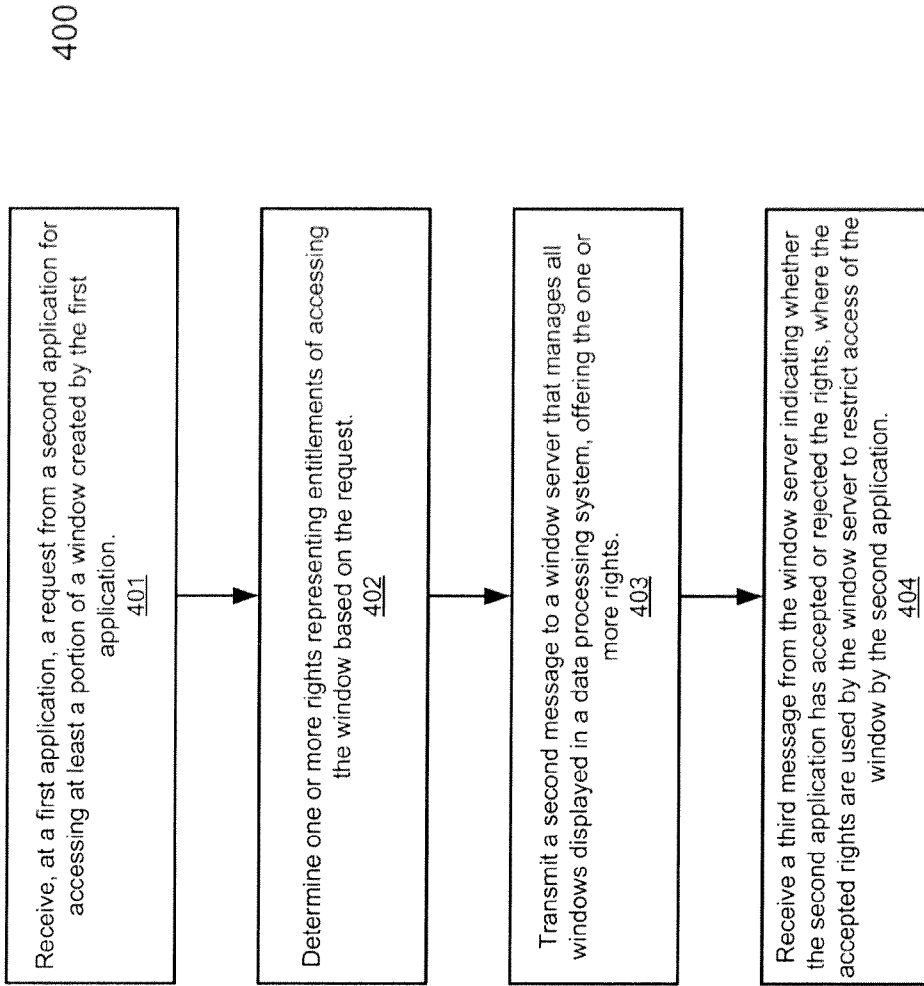 400
Receive, at a first application, a request from a second application for
accessing at least a portion of a window created by the first
application.
401
Determine one or more rights representing entitlements of accessing
the window based on the request.
402
Transmit a second message to a window server that manages all
windows displayed in a data processing system, offering the one or
more rights.
403
Receive a third message from the window server indicating whether
the second application has accepted or rejected the rights, where the
accepted rights are used by the window server to restrict access of the
window by the second application.
404